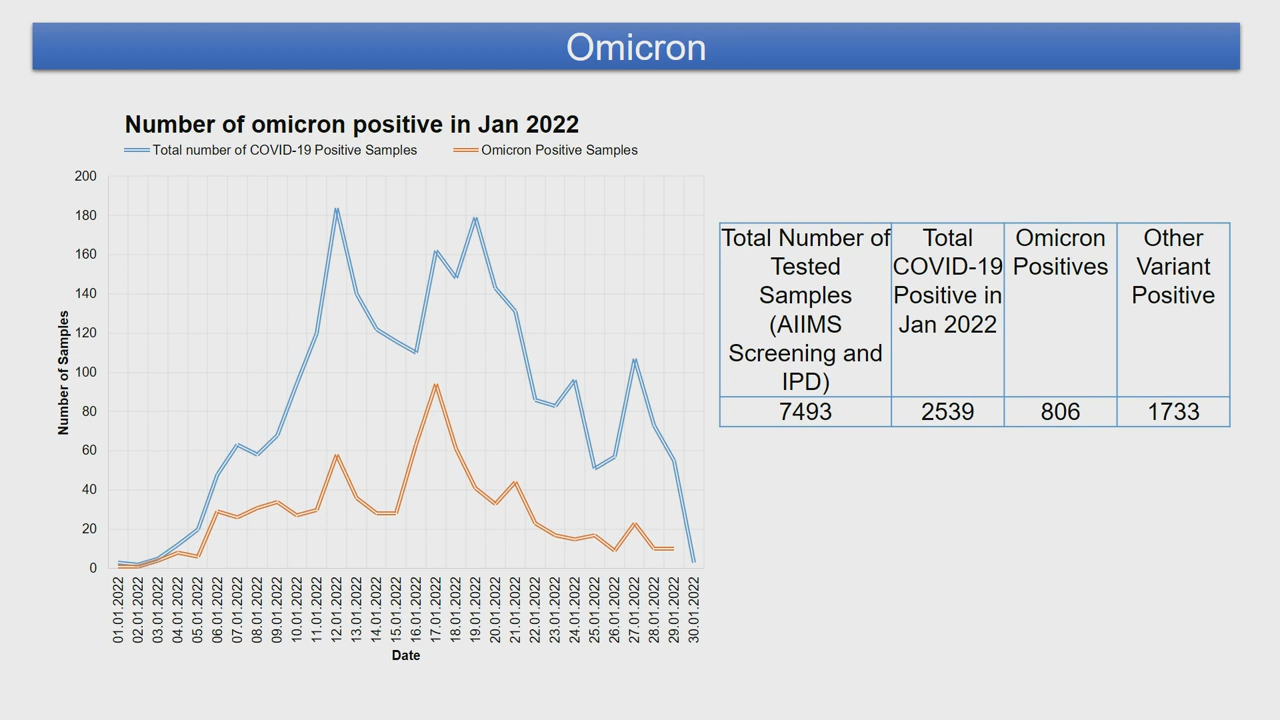 Omicron
Number of omicron positive in Jan 2022
Total number of COVID-19 Positive Samples
Omicron Positive Samples
200
180
160
140
120
100
80
60
40
20
0
Number of Samples
01.01.2022
02.01.2022
03.01.2022
04.01.2022
05.01.2022
06.01.2022
07.01.2022
08.01.2022
09.01.2022
10.01.2022
11.01.2022
12.01.2022
13.01.2022
14.01.2022
15.01.2022
16.01.2022
17.01.2022
18.01.2022
19.01.2022
20.01.2022
21.01.2022
22.01.2022
23.01.2022
24.01.2022
25.01.2022
26.01.2022
27.01.2022
28.01.2022
29.01.2022
30.01.2022
Date
Total Number of
Tested
Samples
(AIIMS
Screening and
IPD)
Total
COVID-19
Positive in
Jan 2022
Omicron
Positives
Other
Variant
Positive
7493
2539
806
1733